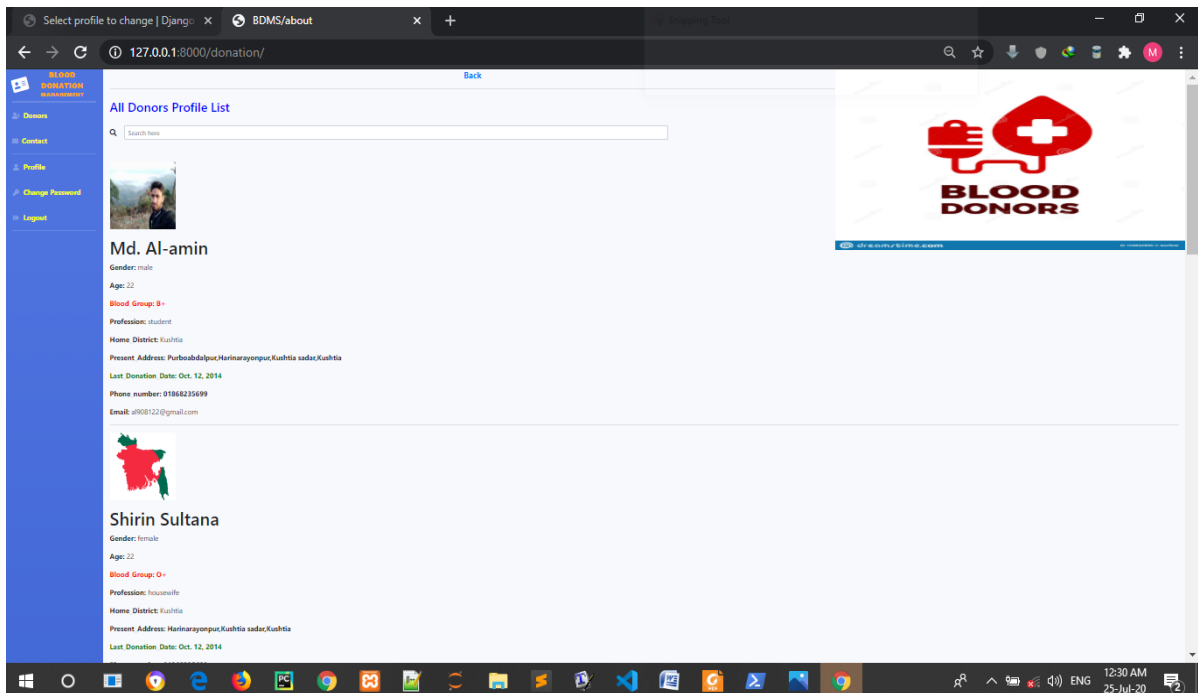 Select profile to change | Django
BDMS/about
Snipping Tool
127.0.0.1:8000/donation/
M
BLOOD
DONATION
MANAGEMENT
Donors
Contact
Profile
Change Password
Logout
Back
All Donors Profile List
Search here
BLOOD
DONORS
dreamstime.com
Md. Al-amin
Gender: male
Age: 22
Blood Group: B+
Profession: student
Home District: Kushtia
Present Address: Purboabdalpur,Harinarayonpur,Kushtia sadar,Kushtia
Last Donation Date: Oct. 12, 2014
Phone number: 01868235699
Email: al908122@gmail.com
Shirin Sultana
Gender: female
Age: 22
Blood Group: O+
Profession: housewife
Home District: Kushtia
Present Address: Harinarayonpur,Kushtia sadar,Kushtia
Last Donation Date: Oct. 12, 2014
ENG
12:30 AM
25-Jul-20
2